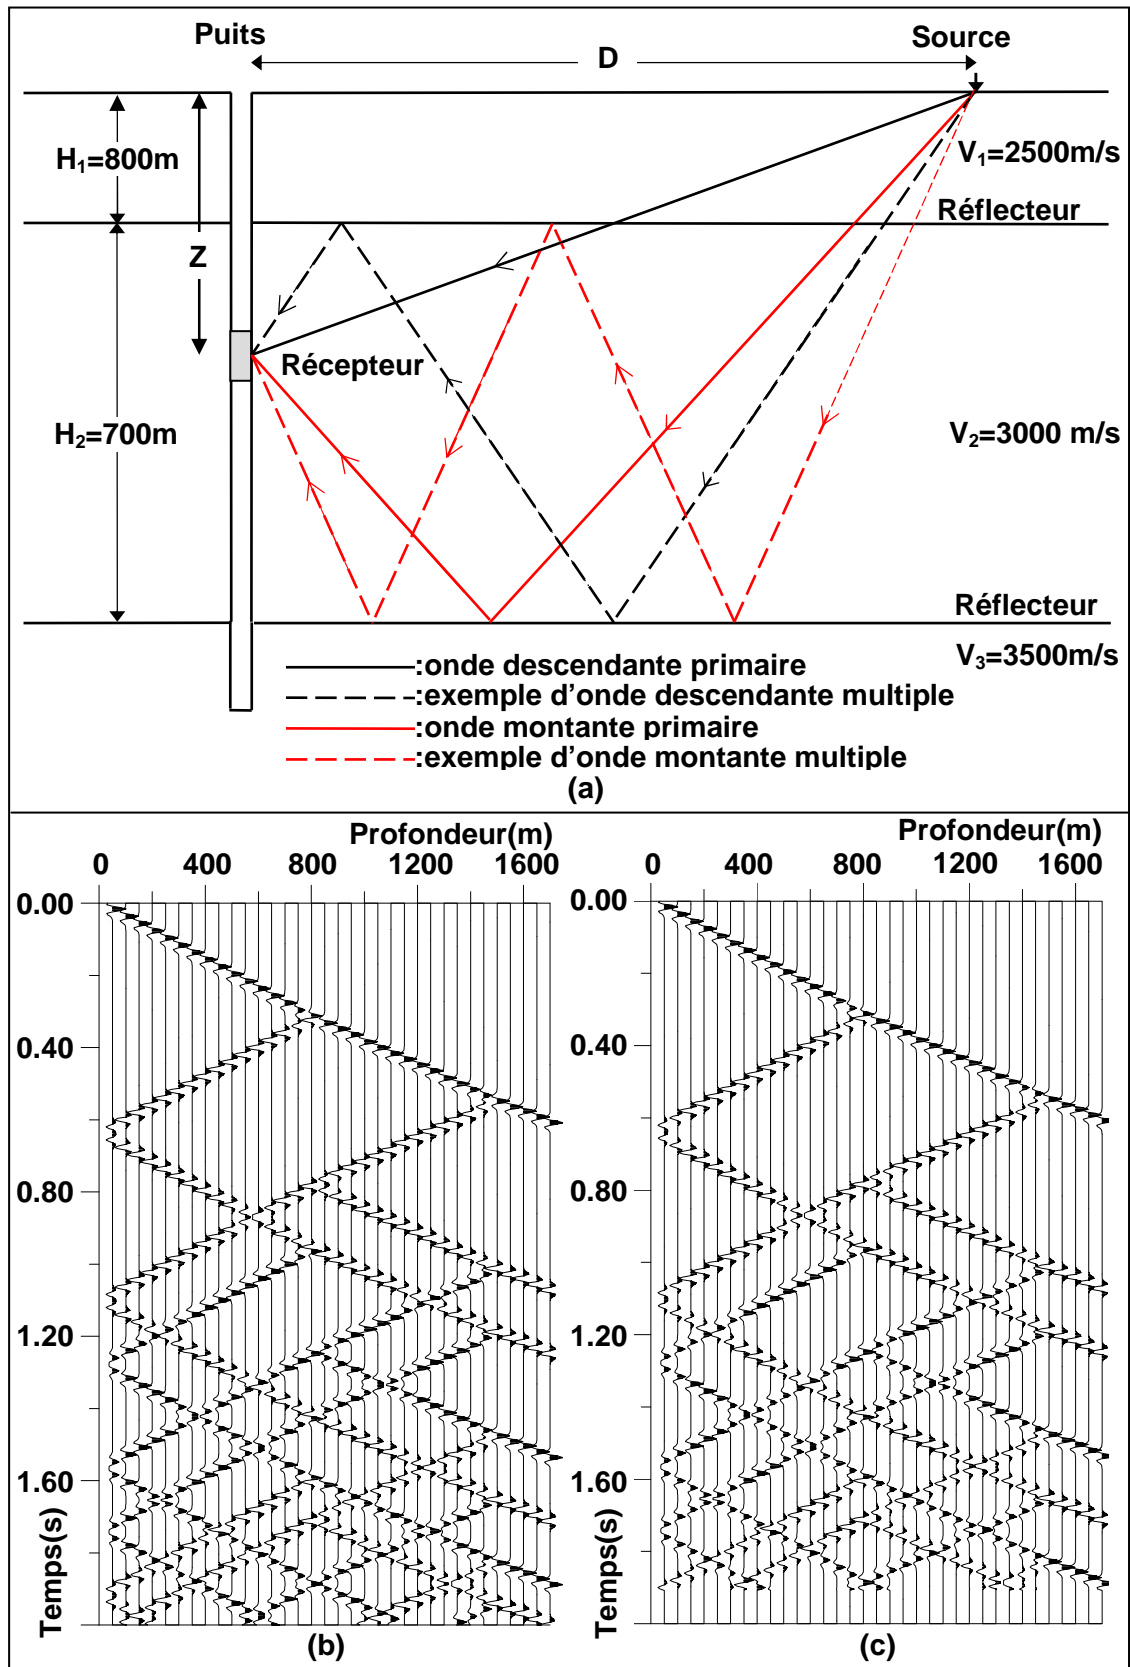 Puits
Source
D
H1=800m
V1=2500m/s
Réflecteur
Z
Récepteur
H2=700m
V2=3000 m/s
Réflecteur
V3=3500m/s
:onde descendante primaire
:exemple d'onde descendante multiple
:onde montante primaire
:exemple d'onde montante multiple
(a)
Profondeur(m)
0 400 800 1200 1600
0.00
0.40
0.80
1.20
1.60
Temps(s)
(b)
Profondeur(m)
0 400 800 1200 1600
0.00
0.40
0.80
1.20
1.60
Temps(s)
(c)